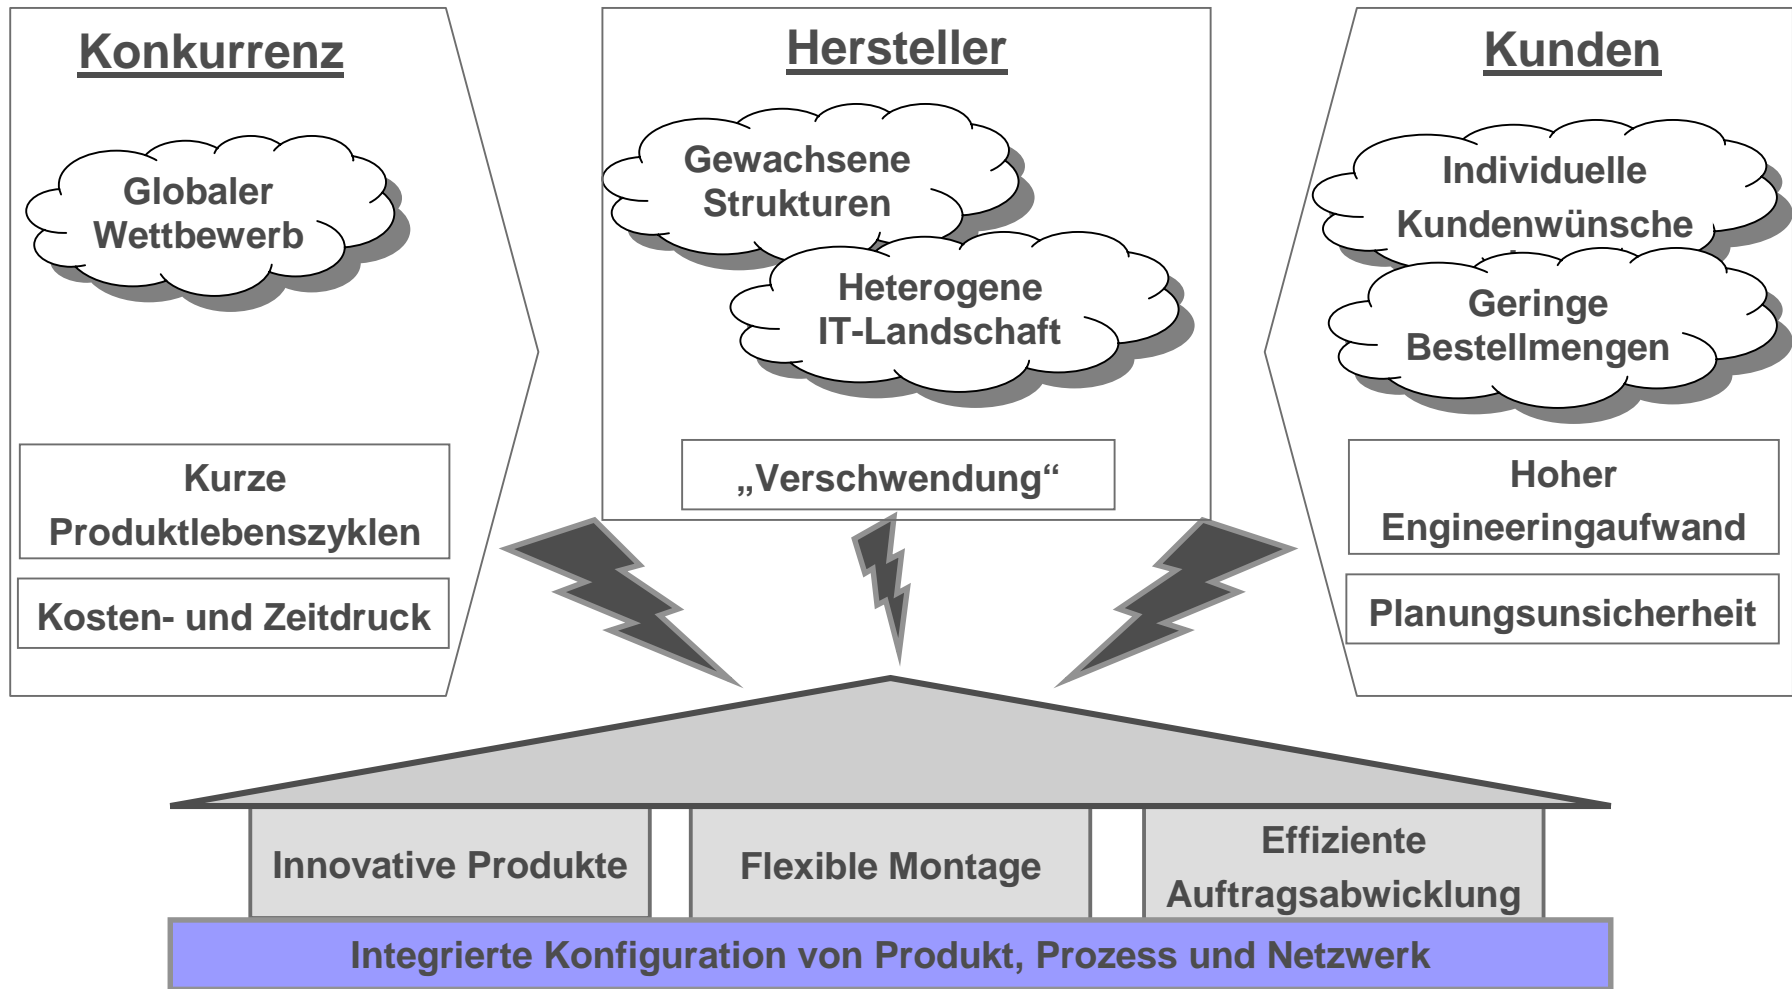 Konkurrenz
Globaler
Wettbewerb
Kurze
Produktlebenszyklen
Kosten- und Zeitdruck
Hersteller
Gewachsene
Strukturen
Heterogene
IT-Landschaft
„Verschwendung“
Kunden
Individuelle
Kundenwünsche
Geringe
Bestellmengen
Hoher
Engineeringaufwand
Planungsunsicherheit
Innovative Produkte
Flexible Montage
Effiziente
Auftragsabwicklung
Integrierte Konfiguration von Produkt, Prozess und Netzwerk